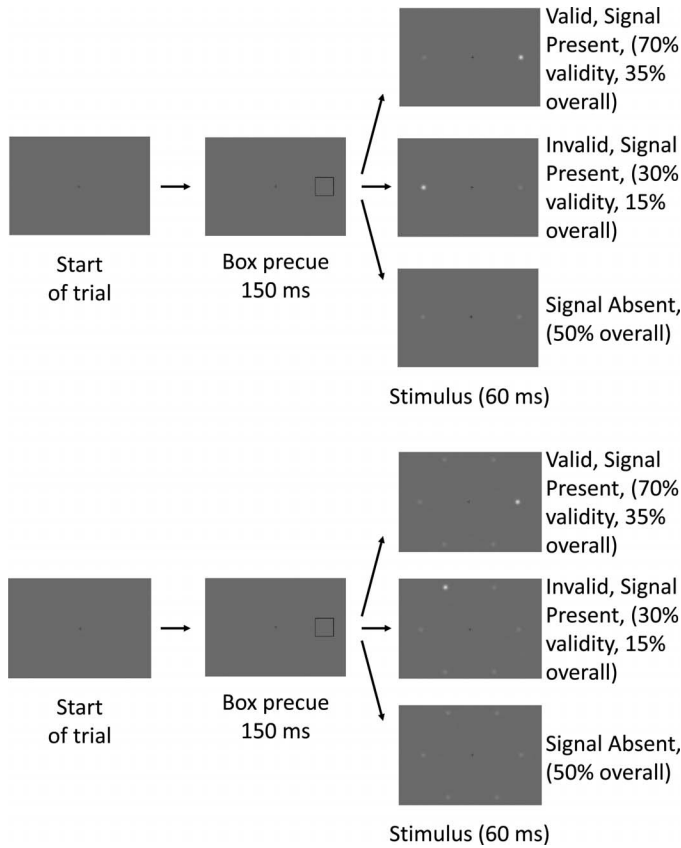 Valid, Signal
Present, (70%
validity, 35%
overall)
Invalid, Signal
Present, (30%
validity, 15%
overall)
Start
of trial
Box precue
150 ms
Signal Absent,
(50% overall)
Stimulus (60 ms)
Valid, Signal
Present, (70%
validity, 35%
overall)
Invalid, Signal
Present, (30%
validity, 15%
overall)
Start
of trial
Box precue
150 ms
Signal Absent,
(50% overall)
Stimulus (60 ms)